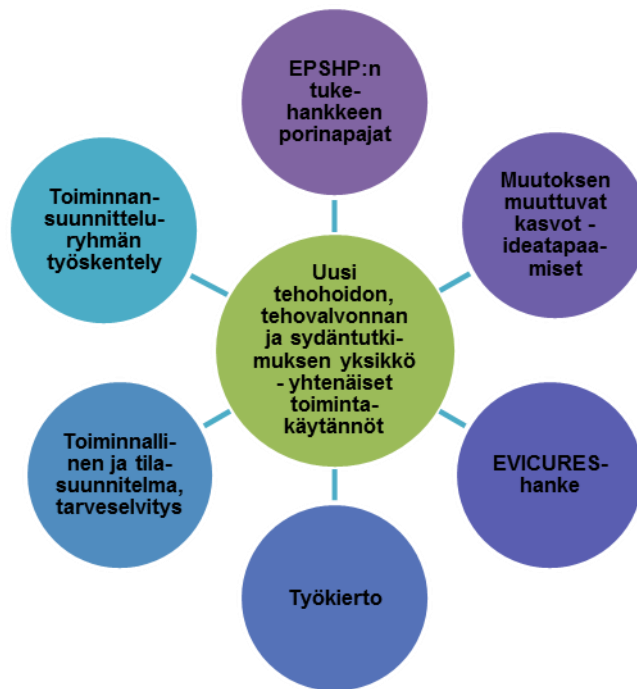 EPSHP:n
tuke-
hankkeen
porinapajat
Muutoksen
muuttuvat
kasvot -
ideatapaa-
miset
EVICURES-
hanke
Työkierto
Toiminnalli-
nen ja tila-
suunnitelma,
tarveselvitys
Toiminnan-
suunnittelu-
ryhmän
työskentely
Uusi
tehohoidon,
tehovalvonnan
ja sydäntutki-
muksen yksikkö
- yhtenäiset
toiminta-
käytännöt